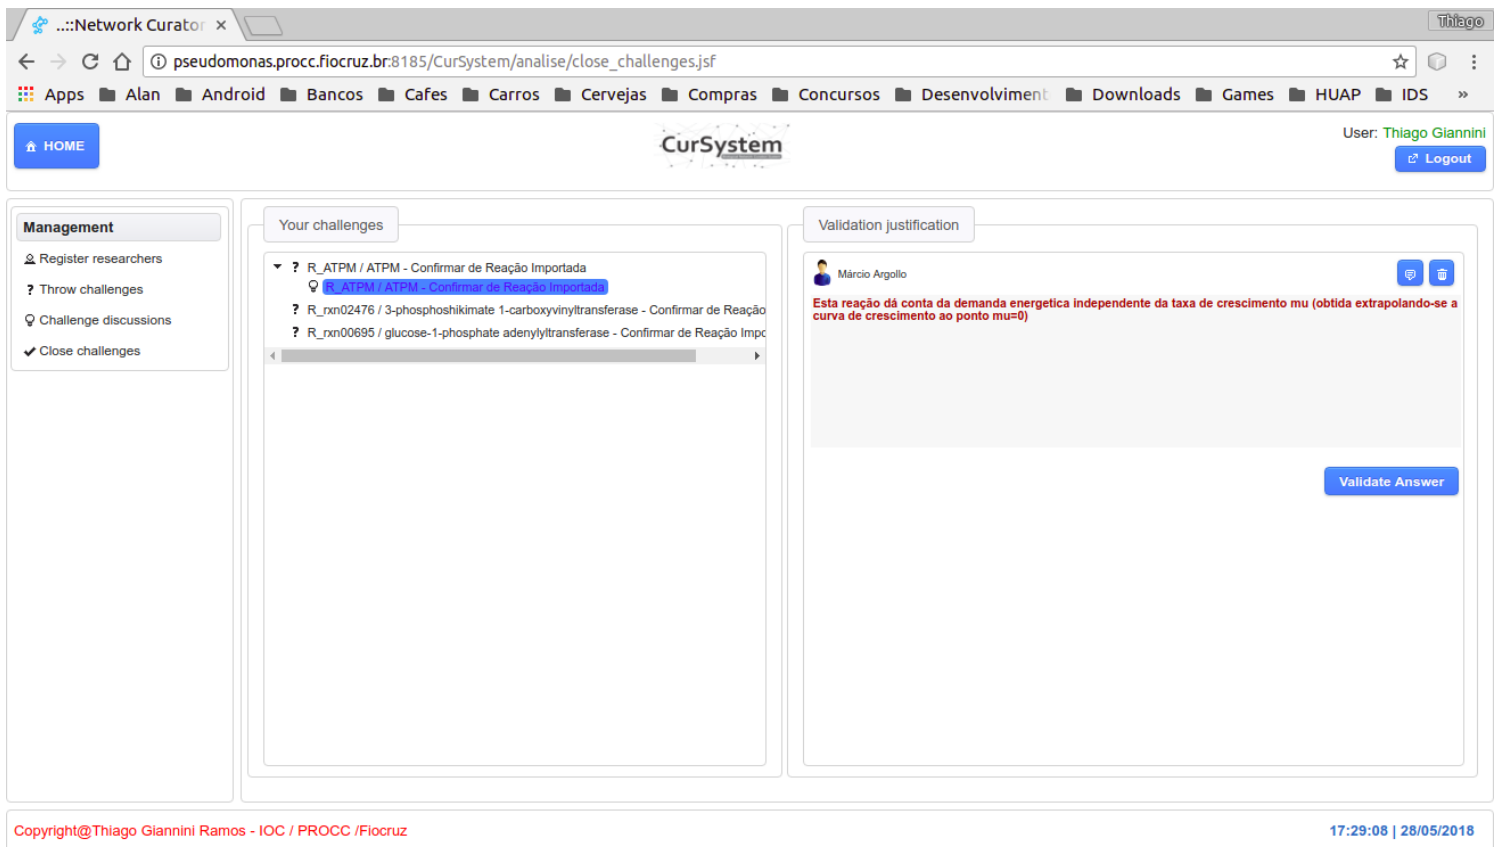 ...::Network Curator
Thiago
pseudomonas.procc.fiocruz.br:8185/CurSystem/analise/close_challenges.jsf
Apps Alan Android Bancos Cafes Carros Cervejas Compras Concursos Desenvolviment Downloads Games HUAP IDS »
HOME
CurSystem
User: Thiago Giannini
Logout
Management
Register researchers
? Throw challenges
Challenge discussions
Close challenges
Your challenges
? R_ATPM / ATPM - Confirmar de Reação Importada
R_ATPM / ATPM - Confirmar de Reação Importada
? R_rxn02476 / 3-phosphoshikimate 1-carboxyvinyltransferase - Confirmar de Reação
? R_rxn00695 / glucose-1-phosphate adenylyltransferase - Confirmar de Reação Impo
Validation justification
Márcio Argollo
Esta reação dá conta da demanda energetica independente da taxa de crescimento mu (obtida extrapolando-se a
curva de crescimento ao ponto mu=0)
Validate Answer
Copyright@Thiago Giannini Ramos - IOC / PROCC /Fiocruz
17:29:08 | 28/05/2018